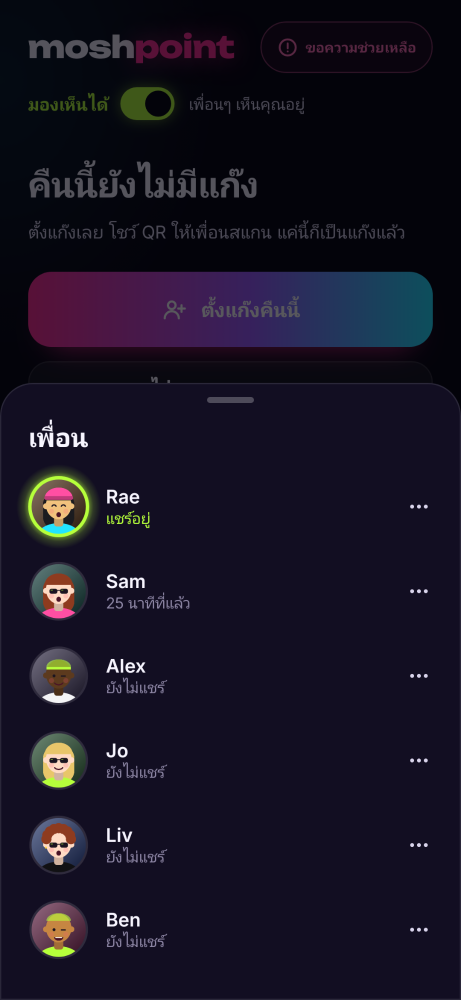 moshpoint
ขอความช่วยเหลือ
มองเห็นได้
เพื่อนๆ เห็นคุณอยู่
คืนนี้ยังไม่มีแก๊ง
ตั้งแก๊งเลย โชว์ QR ให้เพื่อนสแกน แค่นี้ก็เป็นแก๊งแล้ว
ตั้งแก๊งคืนนี้
เพื่อน
Rae
แชร์อยู่
Sam
25 นาทีที่แล้ว
Alex
ยังไม่แชร์
Jo
ยังไม่แชร์
Liv
ยังไม่แชร์
Ben
ยังไม่แชร์